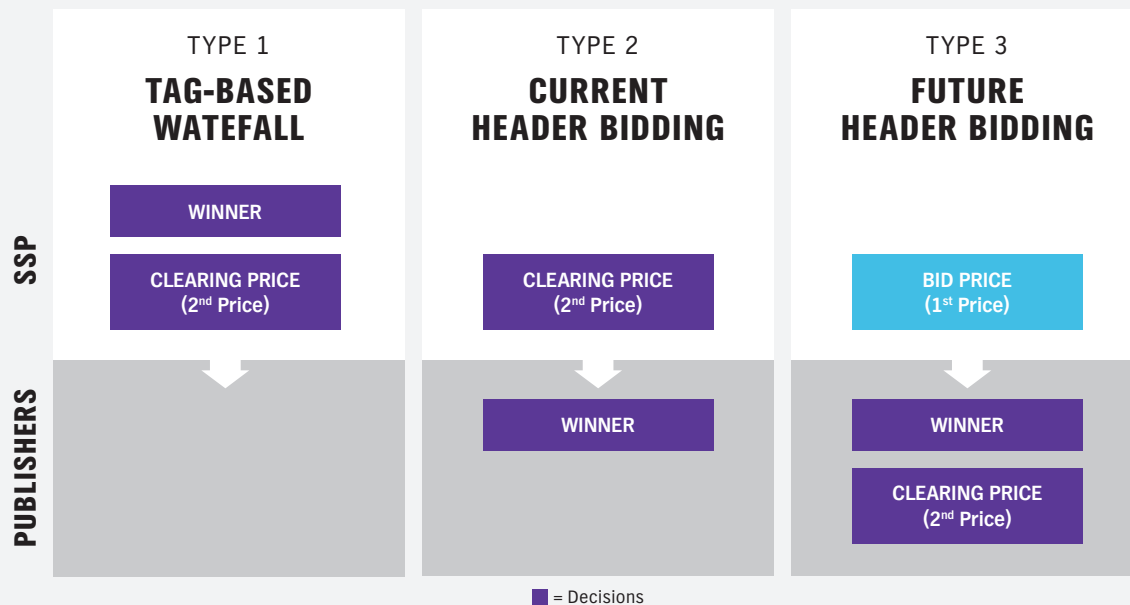 TYPE 1
TAG-BASED
WATEFALL
WINNER
CLEARING PRICE
(2nd Price)
TYPE 2
CURRENT
HEADER BIDDING
CLEARING PRICE
(2nd Price)
WINNER
TYPE 3
FUTURE
HEADER BIDDING
BID PRICE
(1st Price)
WINNER
CLEARING PRICE
(2nd Price)
SSP
PUBLISHERS
= Decisions